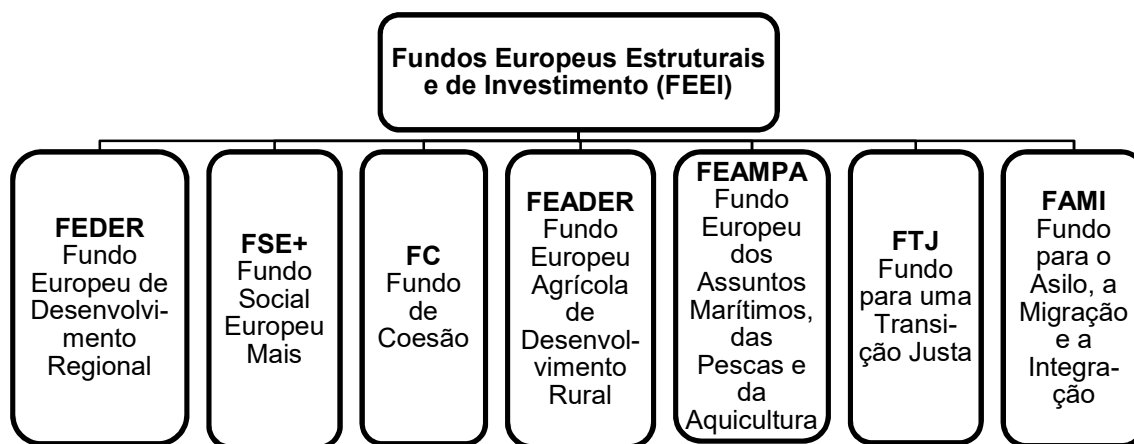 Fundos Europeus Estruturais
e de Investimento (FEEI)
FEDER
Fundo
Europeu de
Desenvolvi-
mento
Regional
FSE+
Fundo
Social
Europeu
Mais
FC
Fundo
de
Coesão
FEADER
Fundo
Europeu
Agrícola
de
Desenvol-
vimento
Rural
FEAMPA
Fundo
Europeu
dos
Assuntos
Marítimos,
das
Pescas e
da
Aquicultura
FTJ
Fundo
para uma
Transi-
ção Justa
FAMI
Fundo
para o
Asilo, a
Migração
e a
Integra-
ção